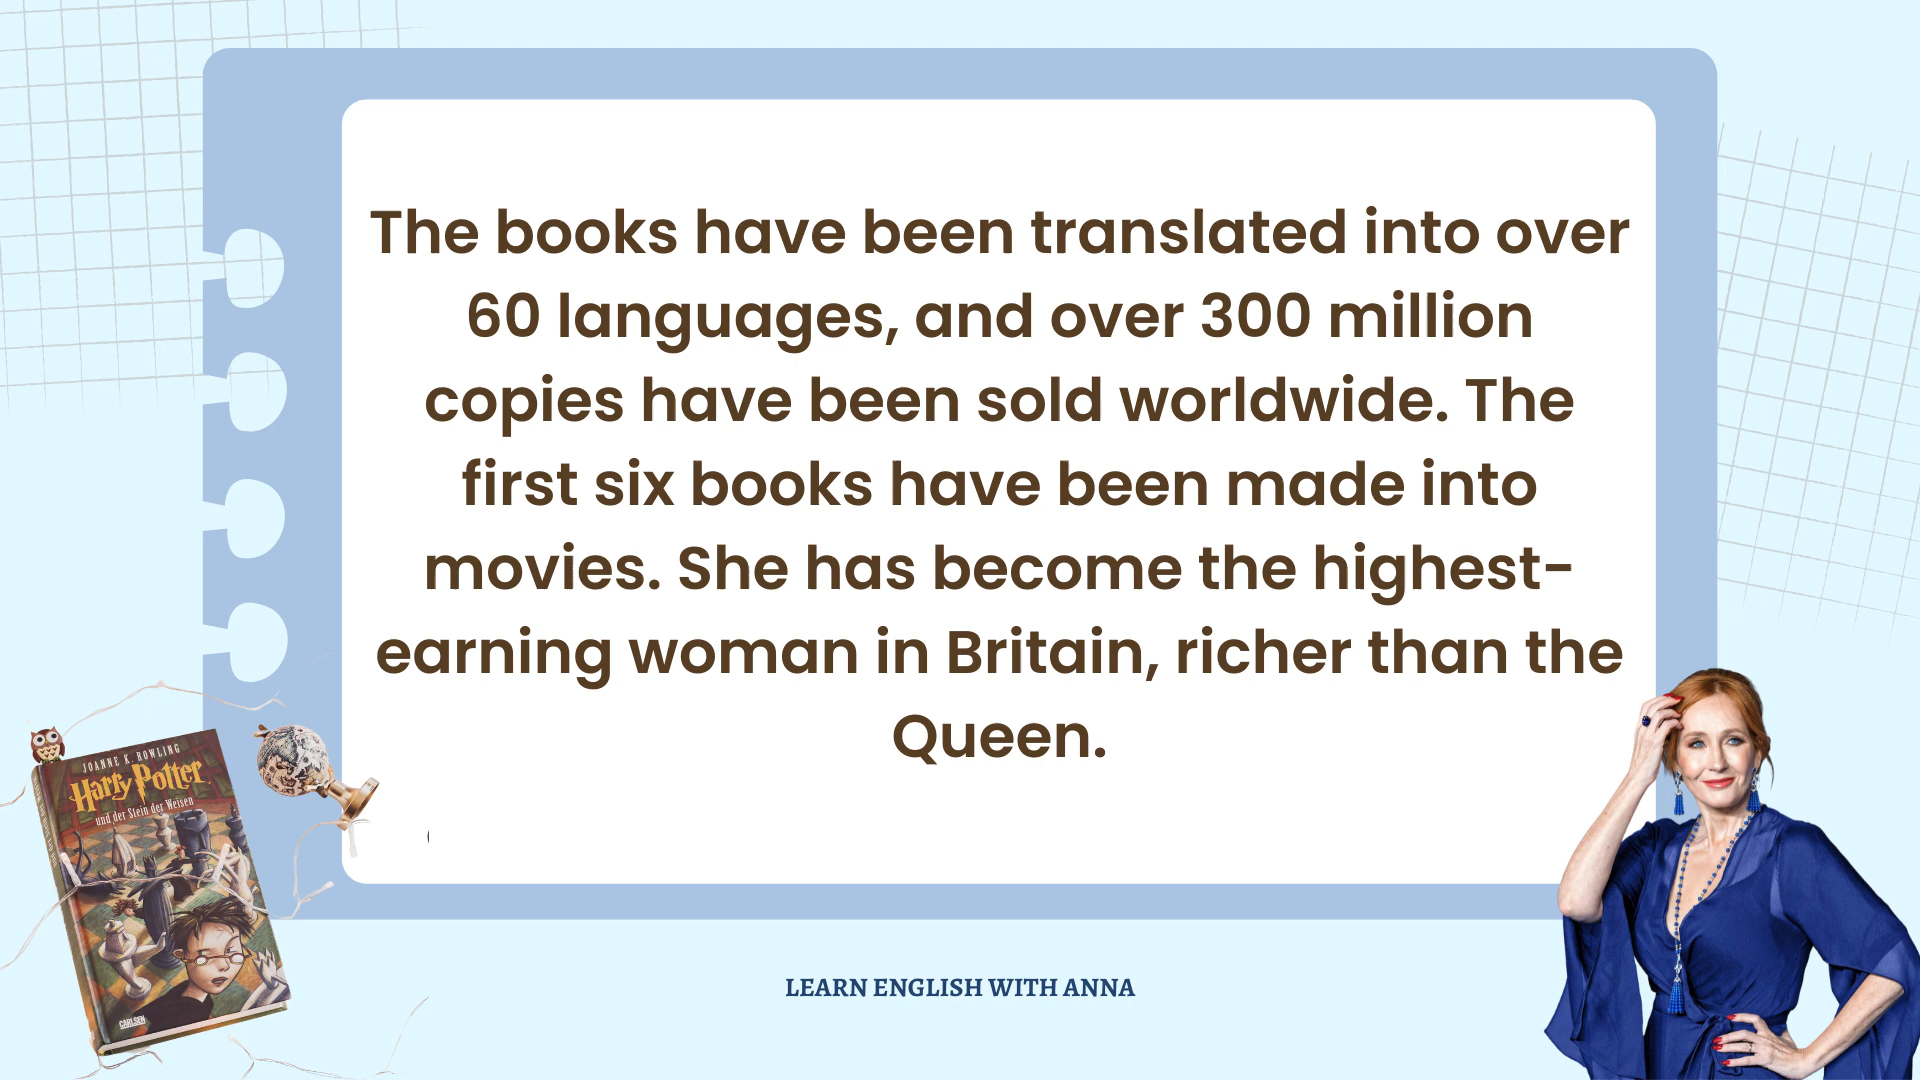 The books have been translated into over
60 languages, and over 300 million
copies have been sold worldwide. The
first six books have been made into
movies. She has become the highest-
earning woman in Britain, richer than the
Queen.
JOANNE K. ROWLING
Harry Potter
und der Stein der Weisen
CARLSEN
LEARN ENGLISH WITH ANNA